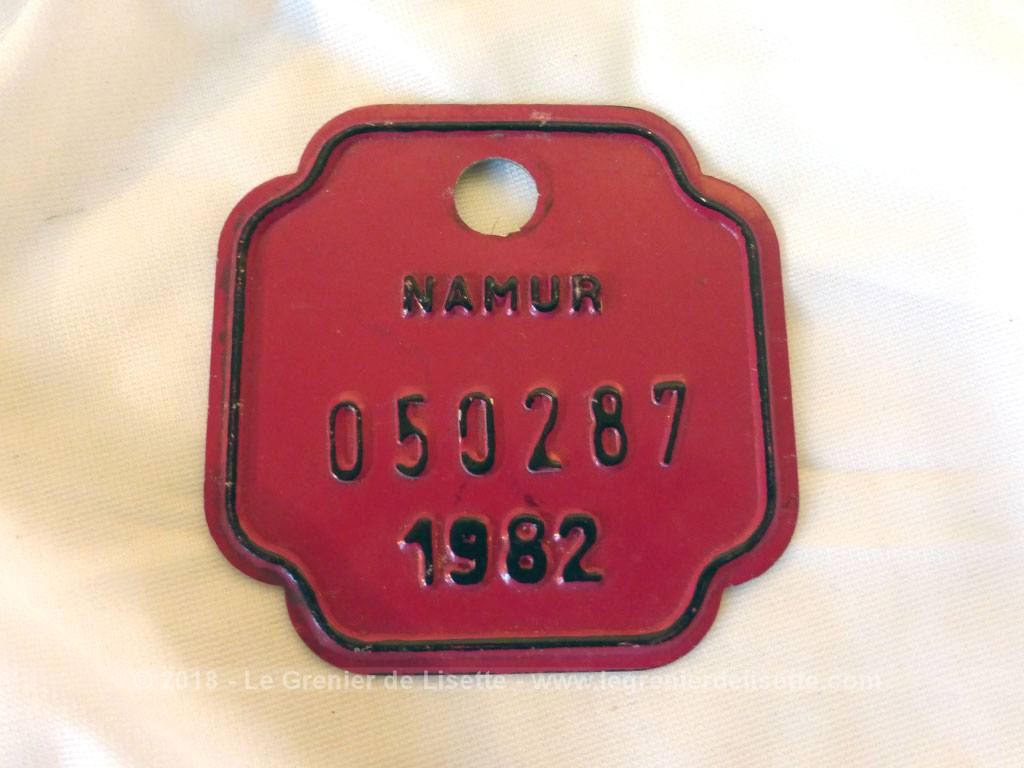 NAMUR
050287
1982
© 2018 - Le Grenier de Lisette - www.legrenierdelisette.com